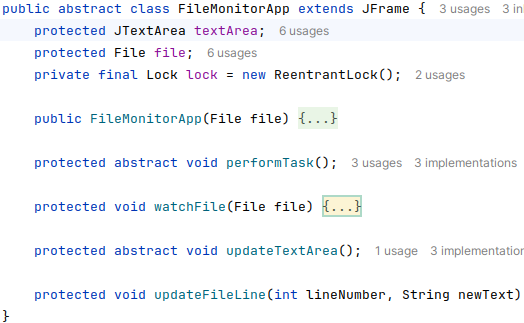 public abstract class FileMonitorApp extends JFrame { 3 usages 3 in
protected JTextArea textArea; 6 usages
protected File file; 6 usages
private final Lock lock = new ReentrantLock(); 2 usages
public FileMonitorApp(File file) {...}
protected abstract void performTask(); 3 usages 3 implementations
protected void watchFile(File file) {...}
protected abstract void updateTextArea(); 1 usage 3 implementation
protected void updateFileLine(int lineNumber, String newText)
}